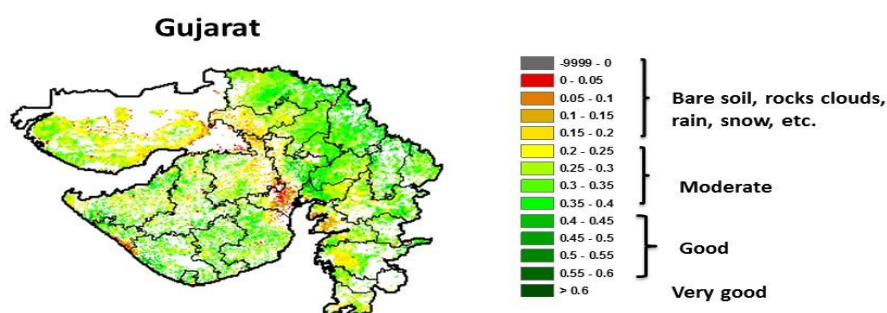 Gujarat
-9999 - 0
0 - 0.05
0.05 - 0.1
0.1 - 0.15
0.15 - 0.2
0.2 - 0.25
0.25 - 0.3
0.3 - 0.35
0.35 - 0.4
0.4 - 0.45
0.45 - 0.5
0.5 - 0.55
0.55 - 0.6
> 0.6
Bare soil, rocks clouds,
rain, snow, etc.
Moderate
Good
Very good